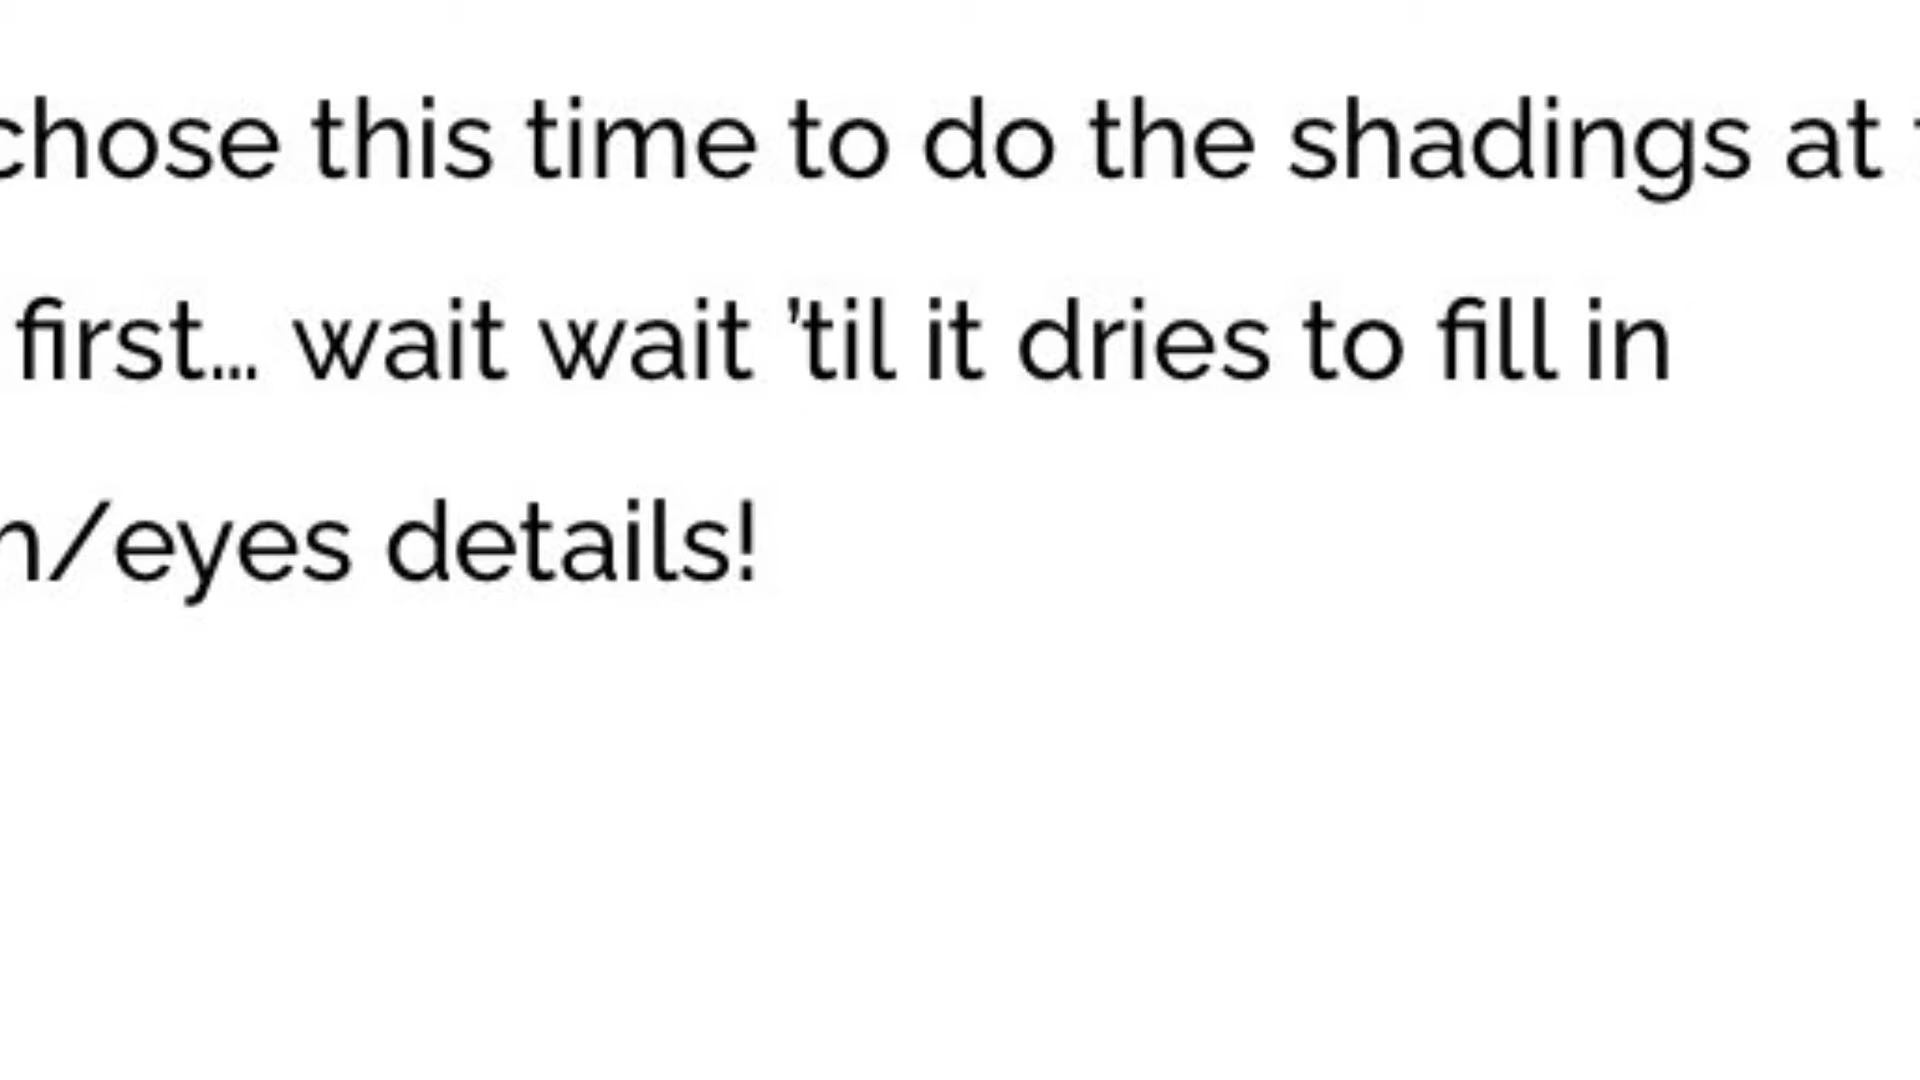 chose this time to do the shadings at
first... wait wait ’til it dries to fill in
/eyes details!